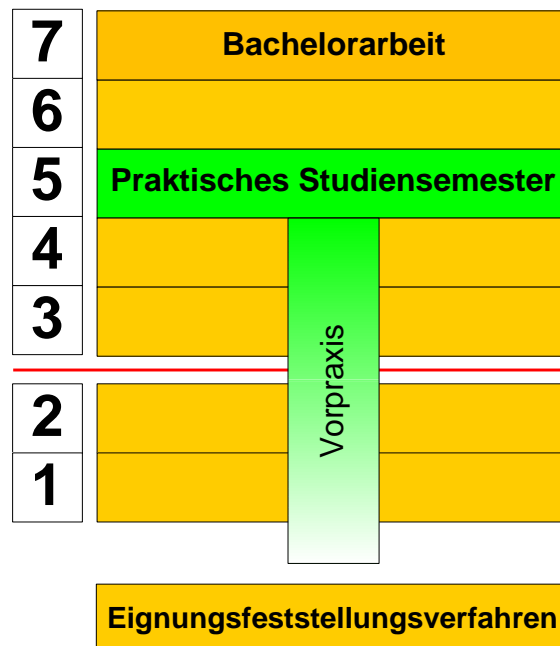 7 Bachelorarbeit
6
5 Praktisches Studiensemester
4
3
Vorpraxis
2
1
Eignungsfeststellungsverfahren